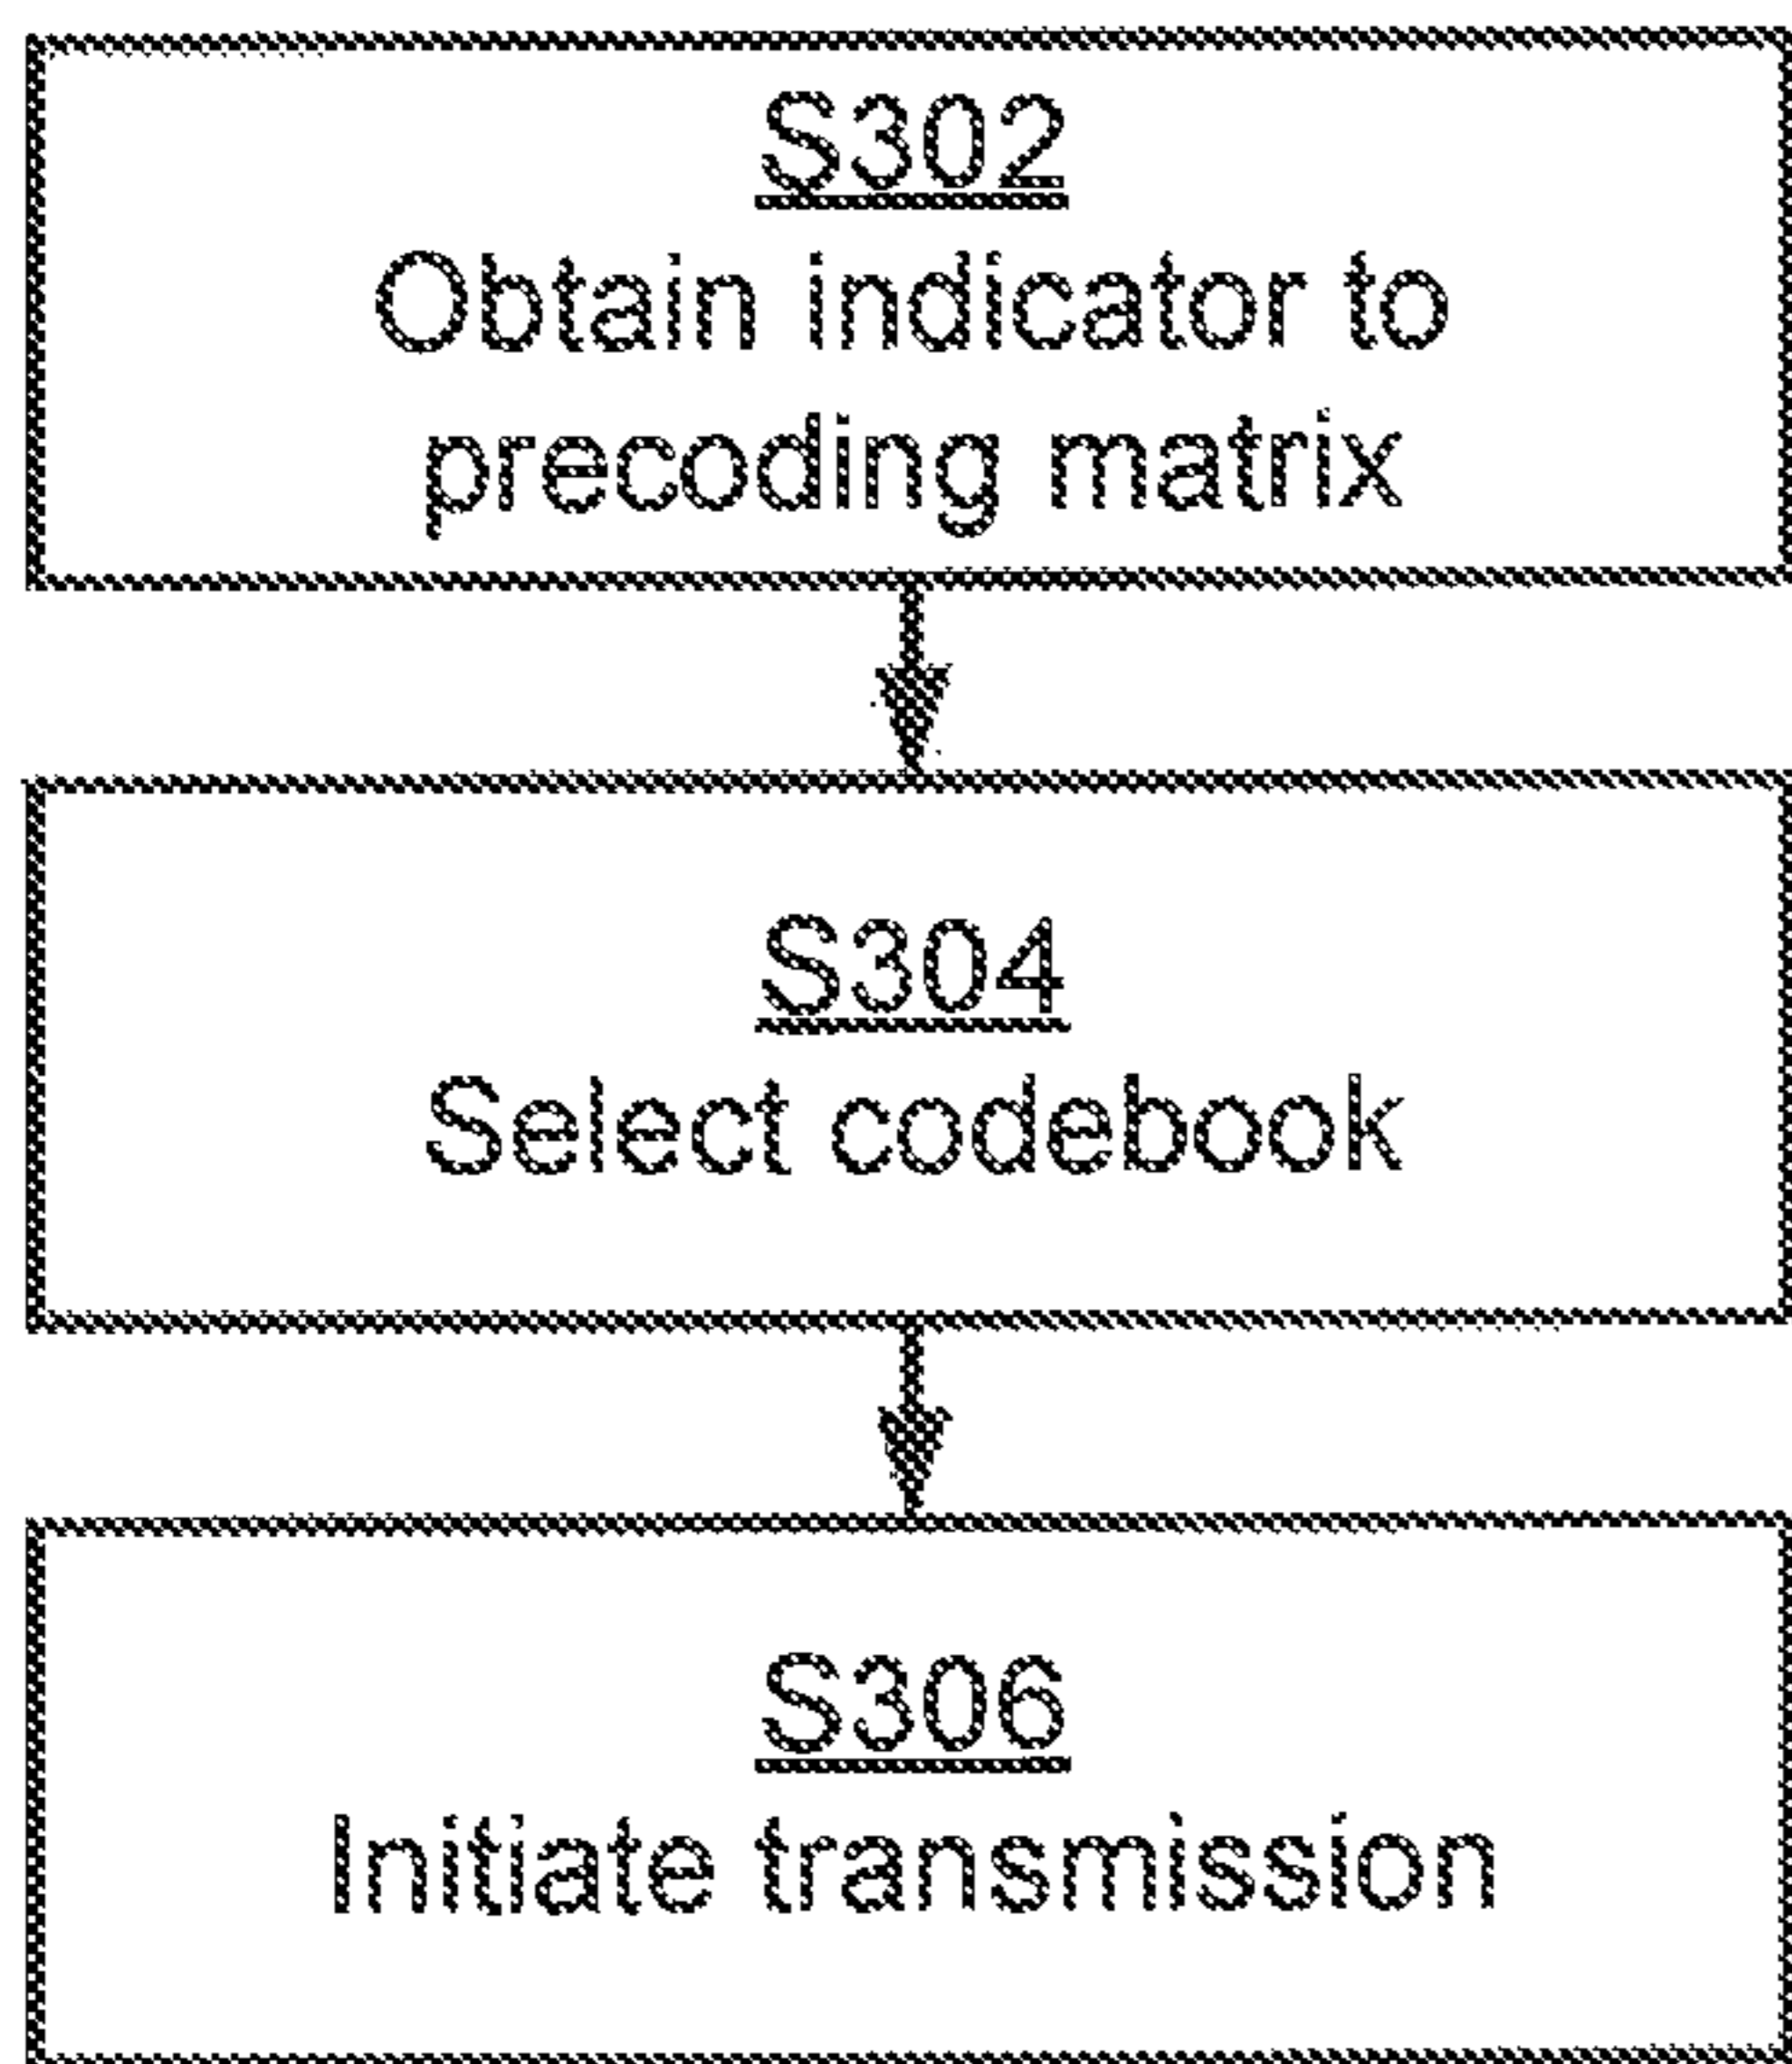 S302
Obtain indicator to
precoding matrix
S304
Select codebook
S306
Initiate transmission